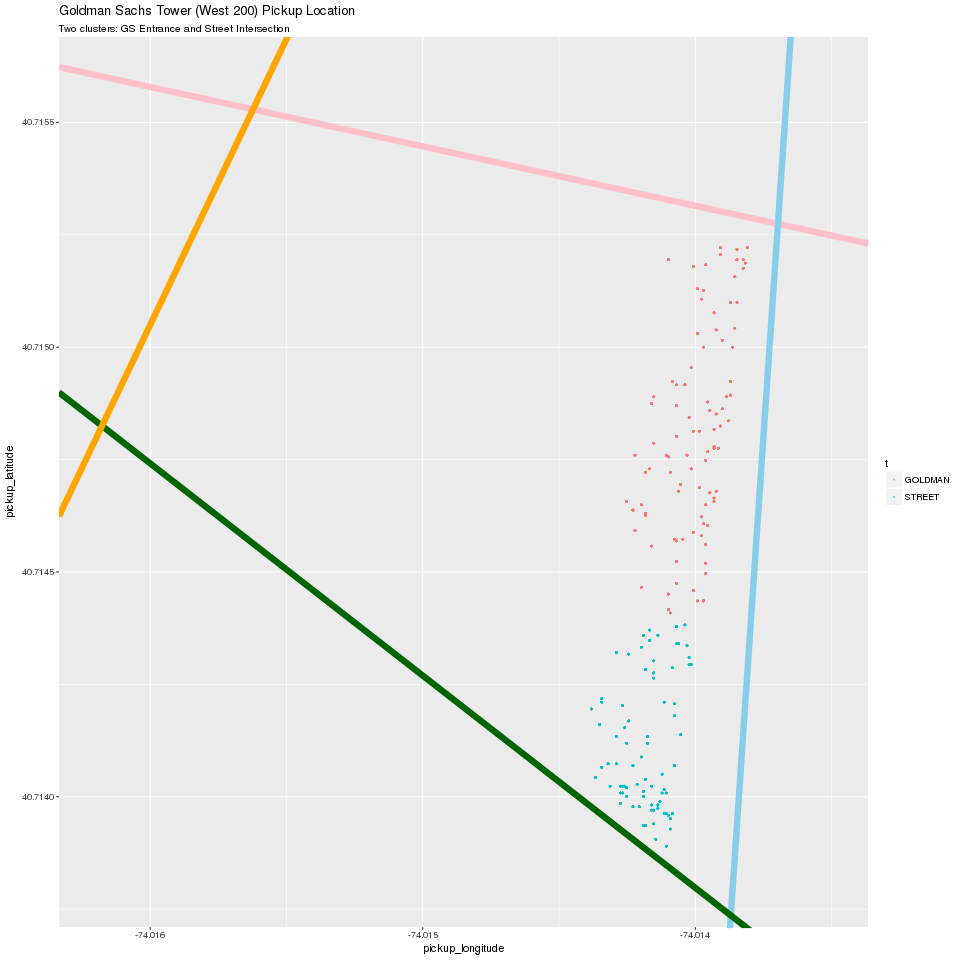 Goldman Sachs Tower (West 200) Pickup Location
Two clusters: GS Entrance and Street Intersection
40.7155
40.7150
40.7145
40.7140
pickup_latitude
-74.016
-74.015
-74.014
pickup_longitude
t
GOLDMAN
STREET